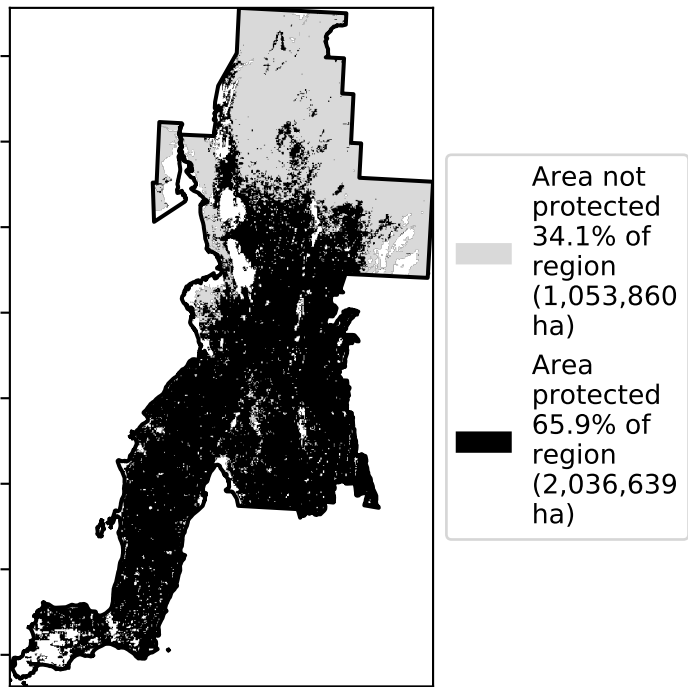 Area not
protected
34.1% of
region
(1,053,860
ha)
Area
protected
65.9% of
region
(2,036,639
ha)